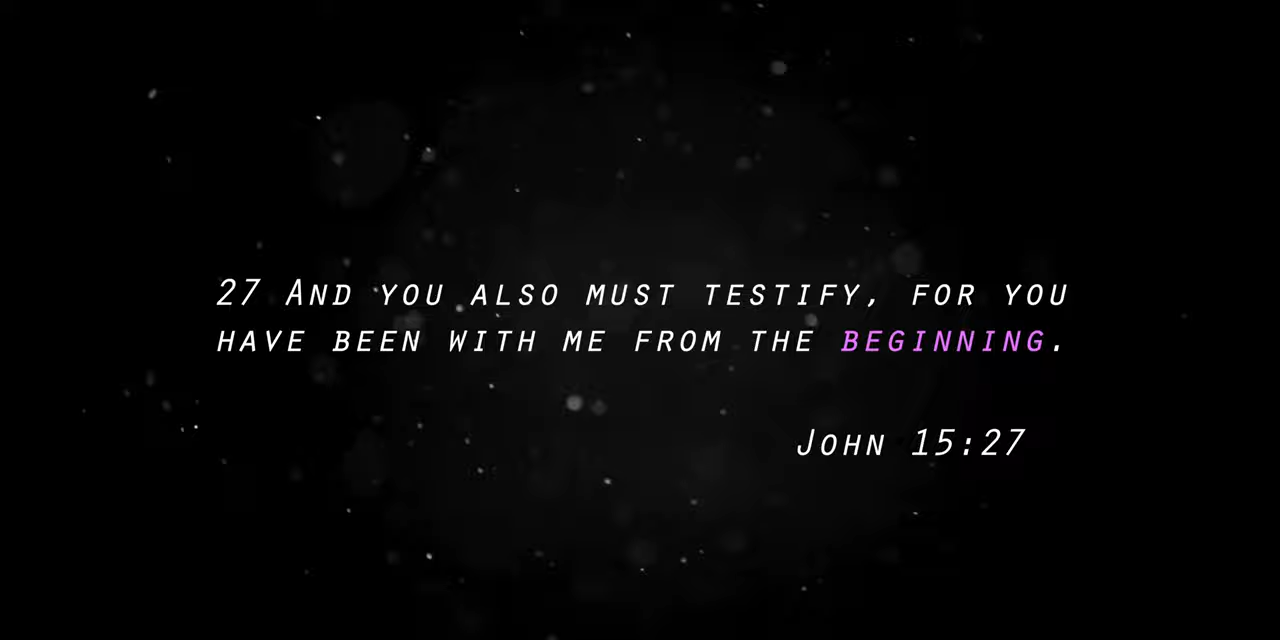 27 And you also must testify, for you
have been with me from the beginning.
John 15:27